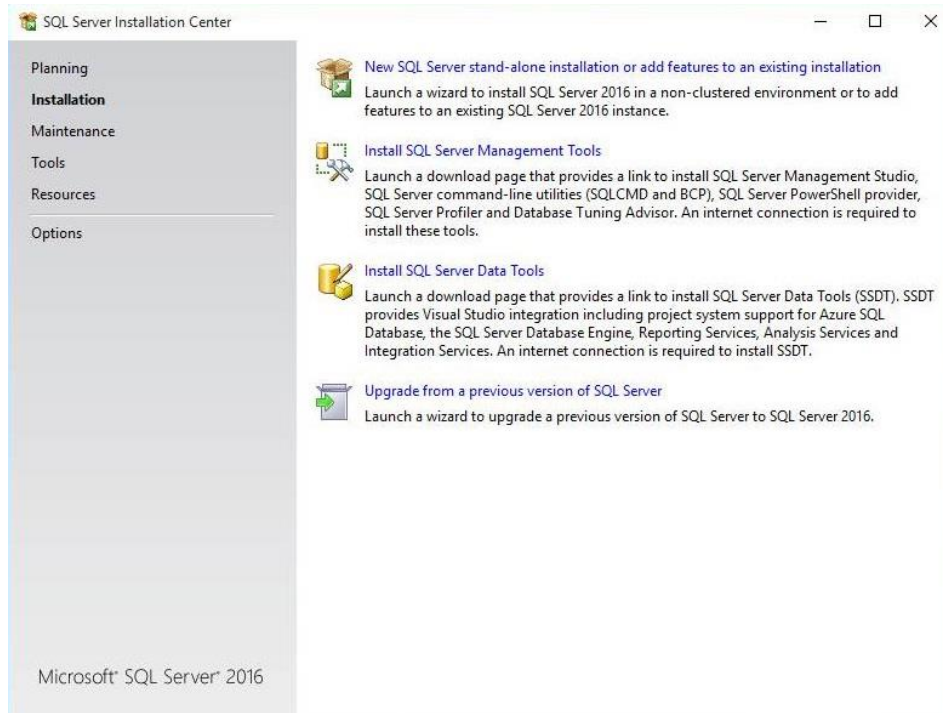 SQL Server Installation Center
Planning
Installation
Maintenance
Tools
Resources
Options
New SQL Server stand-alone installation or add features to an existing installation
Launch a wizard to install SQL Server 2016 in a non-clustered environment or to add
features to an existing SQL Server 2016 instance.
Install SQL Server Management Tools
Launch a download page that provides a link to install SQL Server Management Studio,
SQL Server command-line utilities (SQLCMD and BCP), SQL Server PowerShell provider,
SQL Server Profiler and Database Tuning Advisor. An internet connection is required to
install these tools.
Install SQL Server Data Tools
Launch a download page that provides a link to install SQL Server Data Tools (SSDT). SSDT
provides Visual Studio integration including project system support for Azure SQL
Database, the SQL Server Database Engine, Reporting Services, Analysis Services and
Integration Services. An internet connection is required to install SSDT.
Upgrade from a previous version of SQL Server
Launch a wizard to upgrade a previous version of SQL Server to SQL Server 2016.
Microsoft® SQL Server® 2016